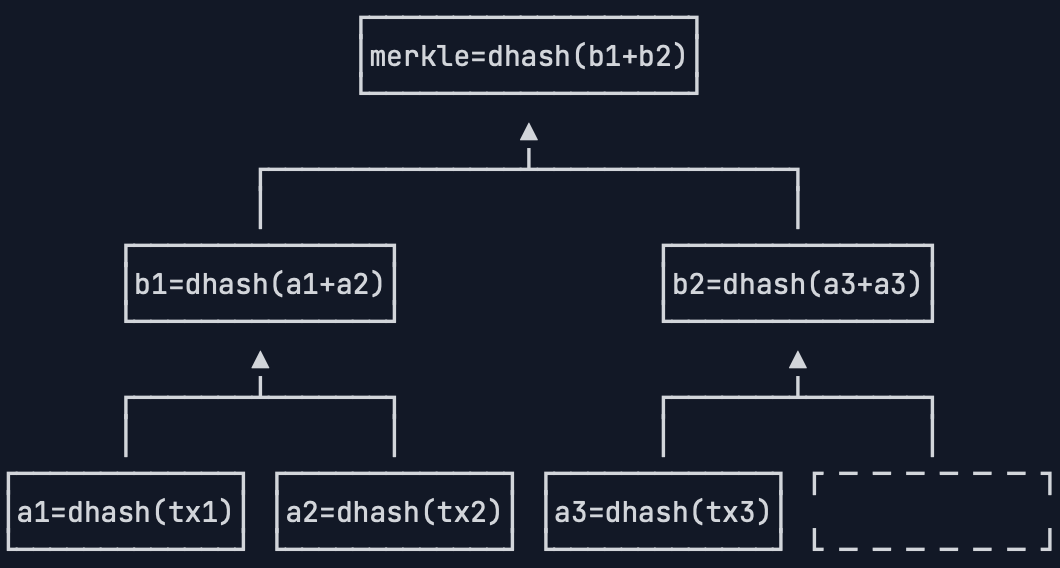 merkle=dhash(b1+b2)
b1=dhash(a1+a2)
b2=dhash(a3+a3)
a1=dhash(tx1)
a2=dhash(tx2)
a3=dhash(tx3)